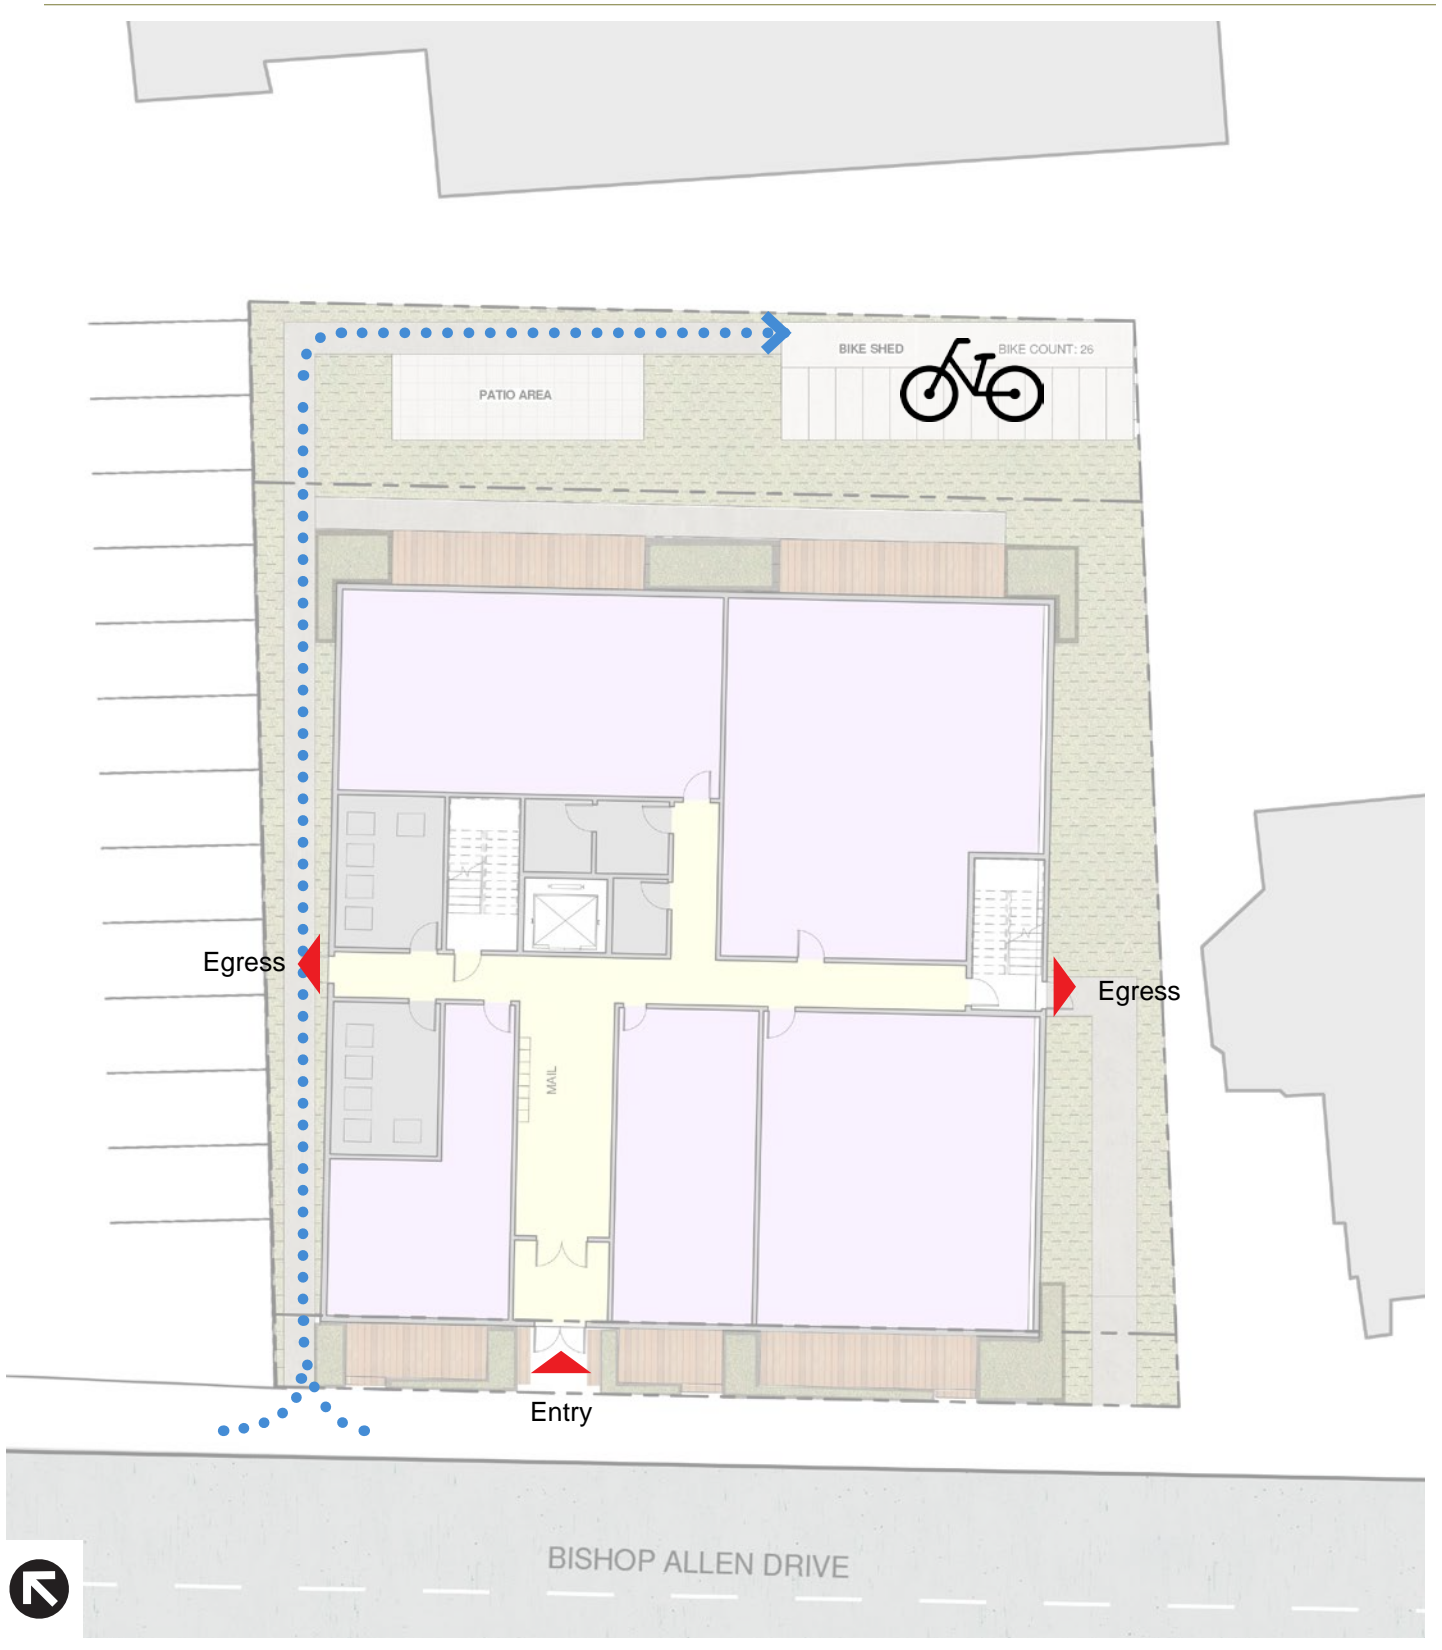 BIKE SHED
BIKE COUNT: 26
PATIO AREA
Egress
Egress
MAIL
Entry
BISHOP ALLEN DRIVE